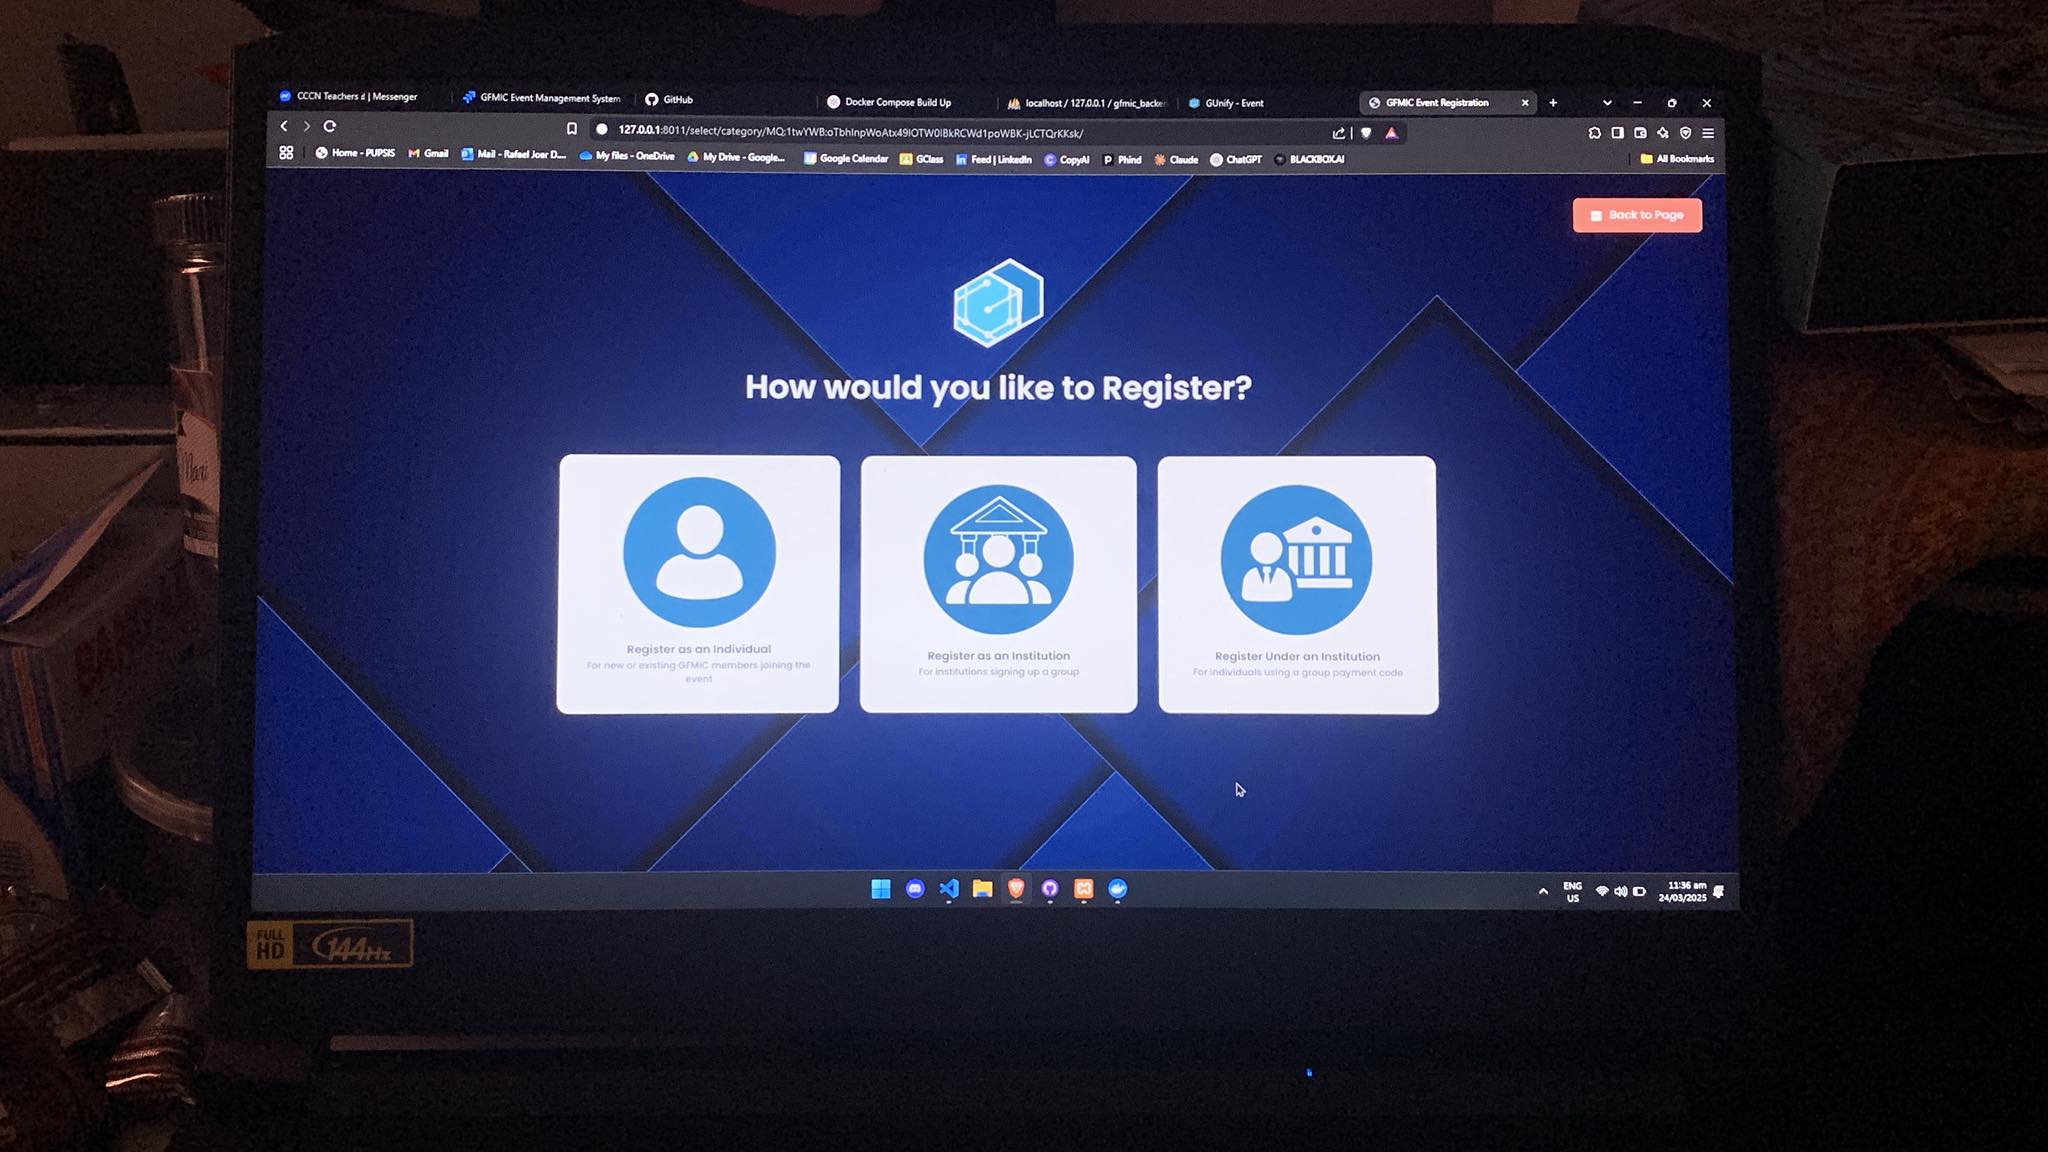 CCCN Teachers d | Messenger
GFMIC Event Management System
GitHub
Docker Compose Build Up
localhost / 127.0.0.1 / gfmic_backe
GUnify - Event
GFMIC Event Registration
127.0.0.1:8011/select/category/MQ:1twYWB:oTbhInpWoAtx49IOTW0IBkRCWd1poWBK-jLCTQrKKsk/
Home - PUPSIS
Gmail
Mail - Rafael Joar D....
My files - OneDrive
My Drive - Google...
Google Calendar
GClass
Feed | LinkedIn
CopyAI
Phind
Claude
ChatGPT
BLACKBOX.AI
All Bookmarks
Back to Page
How would you like to Register?
Register as an Individual
For new or existing GFMIC members joining the
event
Register as an Institution
For institutions signing up a group
Register Under an Institution
For individuals using a group payment code
ENG
US
11:36 am
24/03/2025
FULL
HD
144Hz